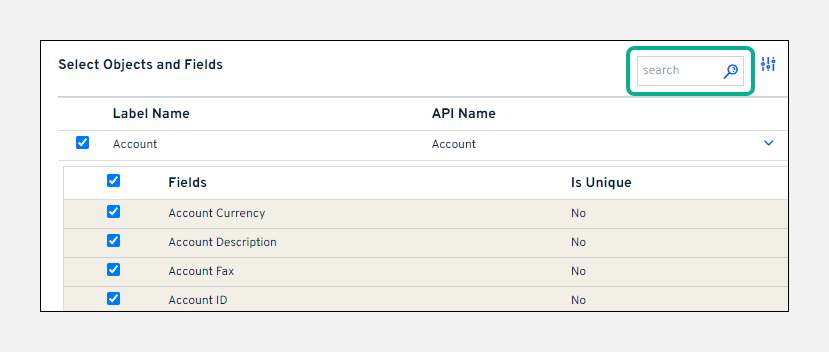 Select Objects and Fields
search
Label Name API Name
Account Account
Fields Is Unique
Account Currency No
Account Description No
Account Fax No
Account ID No